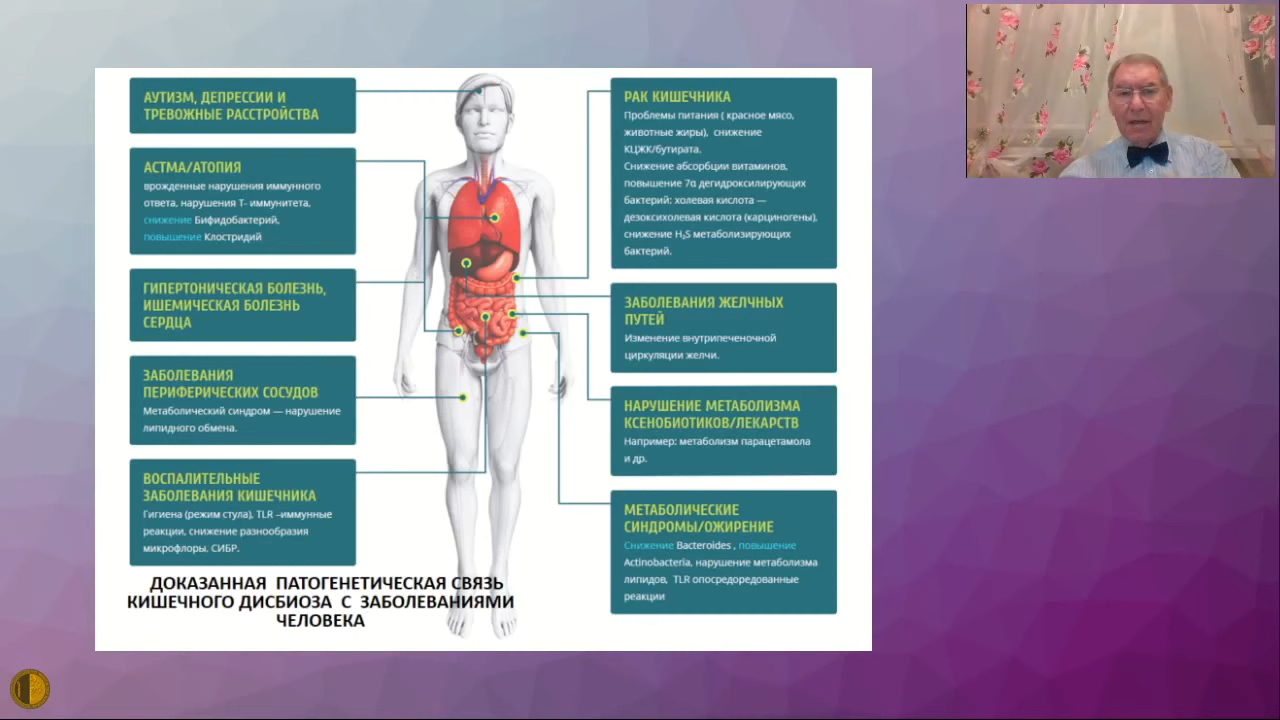 АУТИЗМ, ДЕПРЕССИИ И
ТРЕВОЖНЫЕ РАССТРОЙСТВА
АСТМА/АТОПИЯ
врожденные нарушения иммунного
ответа, нарушения Т- иммунитета,
снижение Бифидобактерий,
повышение Клостридий
ГИПЕРТОНИЧЕСКАЯ БОЛЕЗНЬ,
ИШЕМИЧЕСКАЯ БОЛЕЗНЬ
СЕРДЦА
ЗАБОЛЕВАНИЯ
ПЕРИФЕРИЧЕСКИХ СОСУДОВ
Метаболический синдром — нарушение
липидного обмена.
ВОСПАЛИТЕЛЬНЫЕ
ЗАБОЛЕВАНИЯ КИШЕЧНИКА
Гигиена (режим стула), TLR –иммунные
реакции, снижение разнообразия
микрофлоры. СИБР.
ДОКАЗАННАЯ ПАТОГЕНЕТИЧЕСКАЯ СВЯЗЬ
КИШЕЧНОГО ДИСБИОЗА С ЗАБОЛЕВАНИЯМИ
ЧЕЛОВЕКА
РАК КИШЕЧНИКА
Проблемы питания ( красное мясо,
животные жиры), снижение
КЦЖК/бутирата.
Снижение абсорбции витаминов,
повышение 7α дегидроксилирующих
бактерий: холевая кислота —
дезоксихолевая кислота (карциногены),
снижение H₂S метаболизирующих
бактерий.
ЗАБОЛЕВАНИЯ ЖЕЛЧНЫХ
ПУТЕЙ
Изменение внутрипеченочной
циркуляции желчи.
НАРУШЕНИЕ МЕТАБОЛИЗМА
КСЕНОБИОТИКОВ/ЛЕКАРСТВ
Например: метаболизм парацетамола
и др.
МЕТАБОЛИЧЕСКИЕ
СИНДРОМЫ/ОЖИРЕНИЕ
Снижение Bacteroides , повышение
Actinobacteria, нарушение метаболизма
липидов, TLR опосредоредованные
реакции